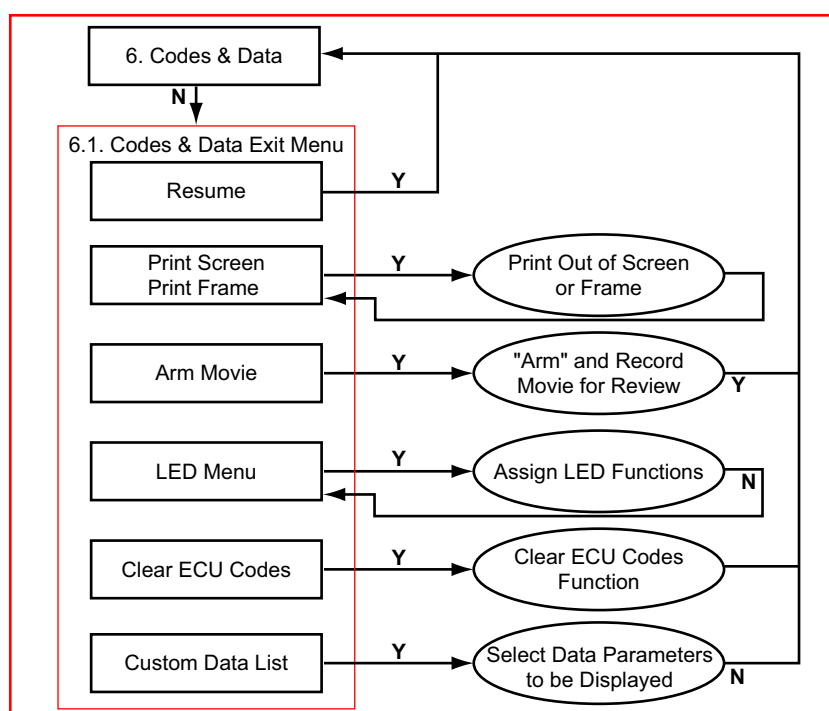 6. Codes & Data
N
6.1. Codes & Data Exit Menu
Resume
Y
Print Screen
Print Frame
Y
Print Out of Screen
or Frame
Arm Movie
Y
"Arm" and Record
Movie for Review
Y
LED Menu
Y
Assign LED Functions
N
Clear ECU Codes
Y
Clear ECU Codes
Function
Custom Data List
Y
Select Data Parameters
to be Displayed
N